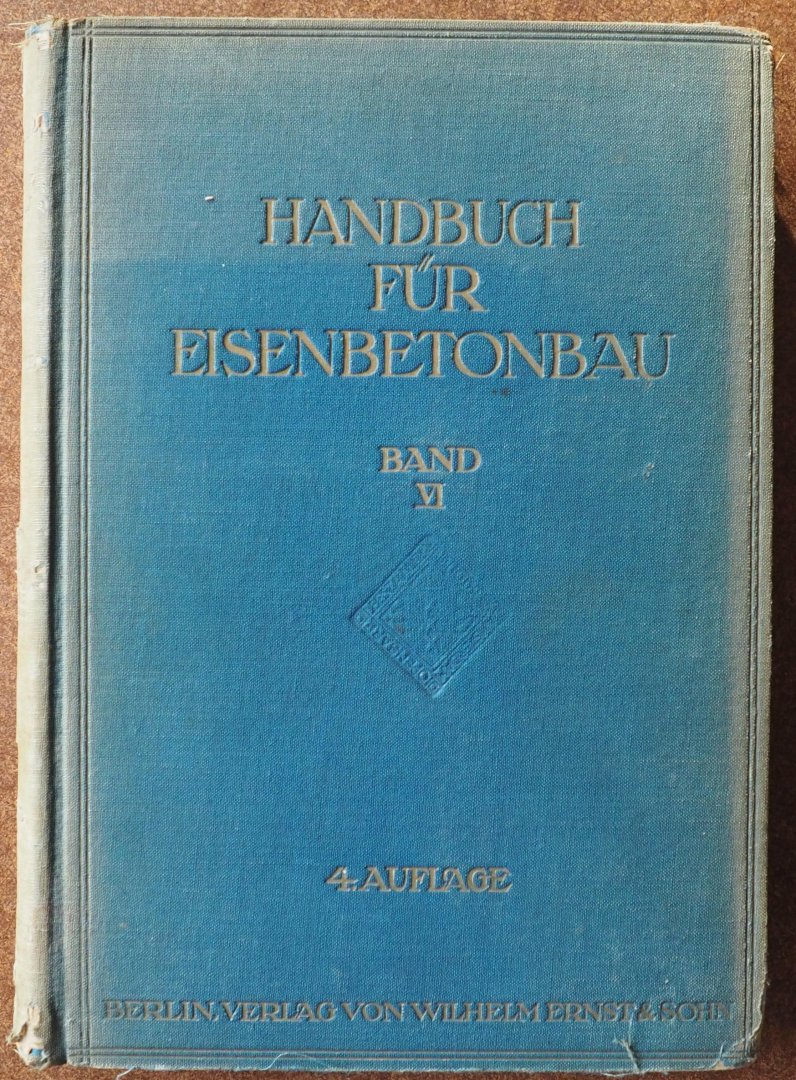 HANDBUCH
FÜR
EISENBETONBAU
BAND
VI
4. AUFLAGE
BERLIN, VERLAG VON WILHELM ERNST & SOHN